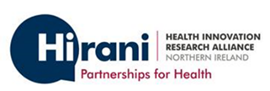 Hirani
HEALTH INNOVATION
RESEARCH ALLIANCE
NORTHERN IRELAND
Partnerships for Health